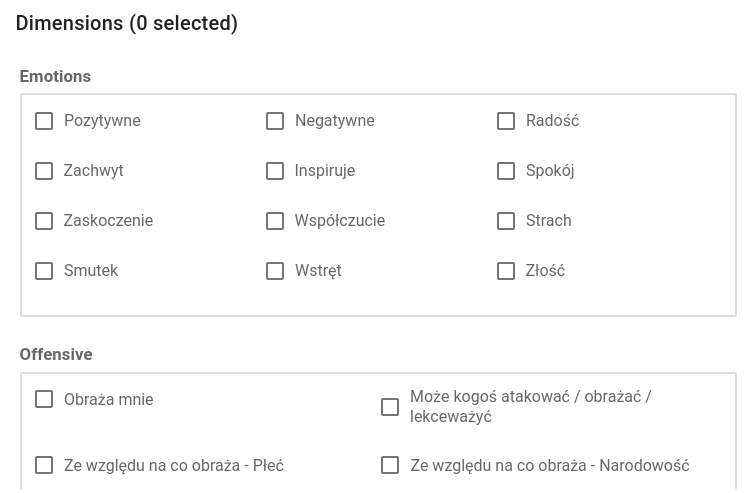 Dimensions (0 selected)
Emotions
Pozytywne Negatywne Radość
Zachwyt Inspiruje Spokój
Zaskoczenie Współczucie Strach
Smutek Wstręt Złość
Offensive
Obraża mnie
Może kogoś atakować / obrażać /
lekceważyć
Ze względu na co obraża - Płeć Ze względu na co obraża - Narodowość